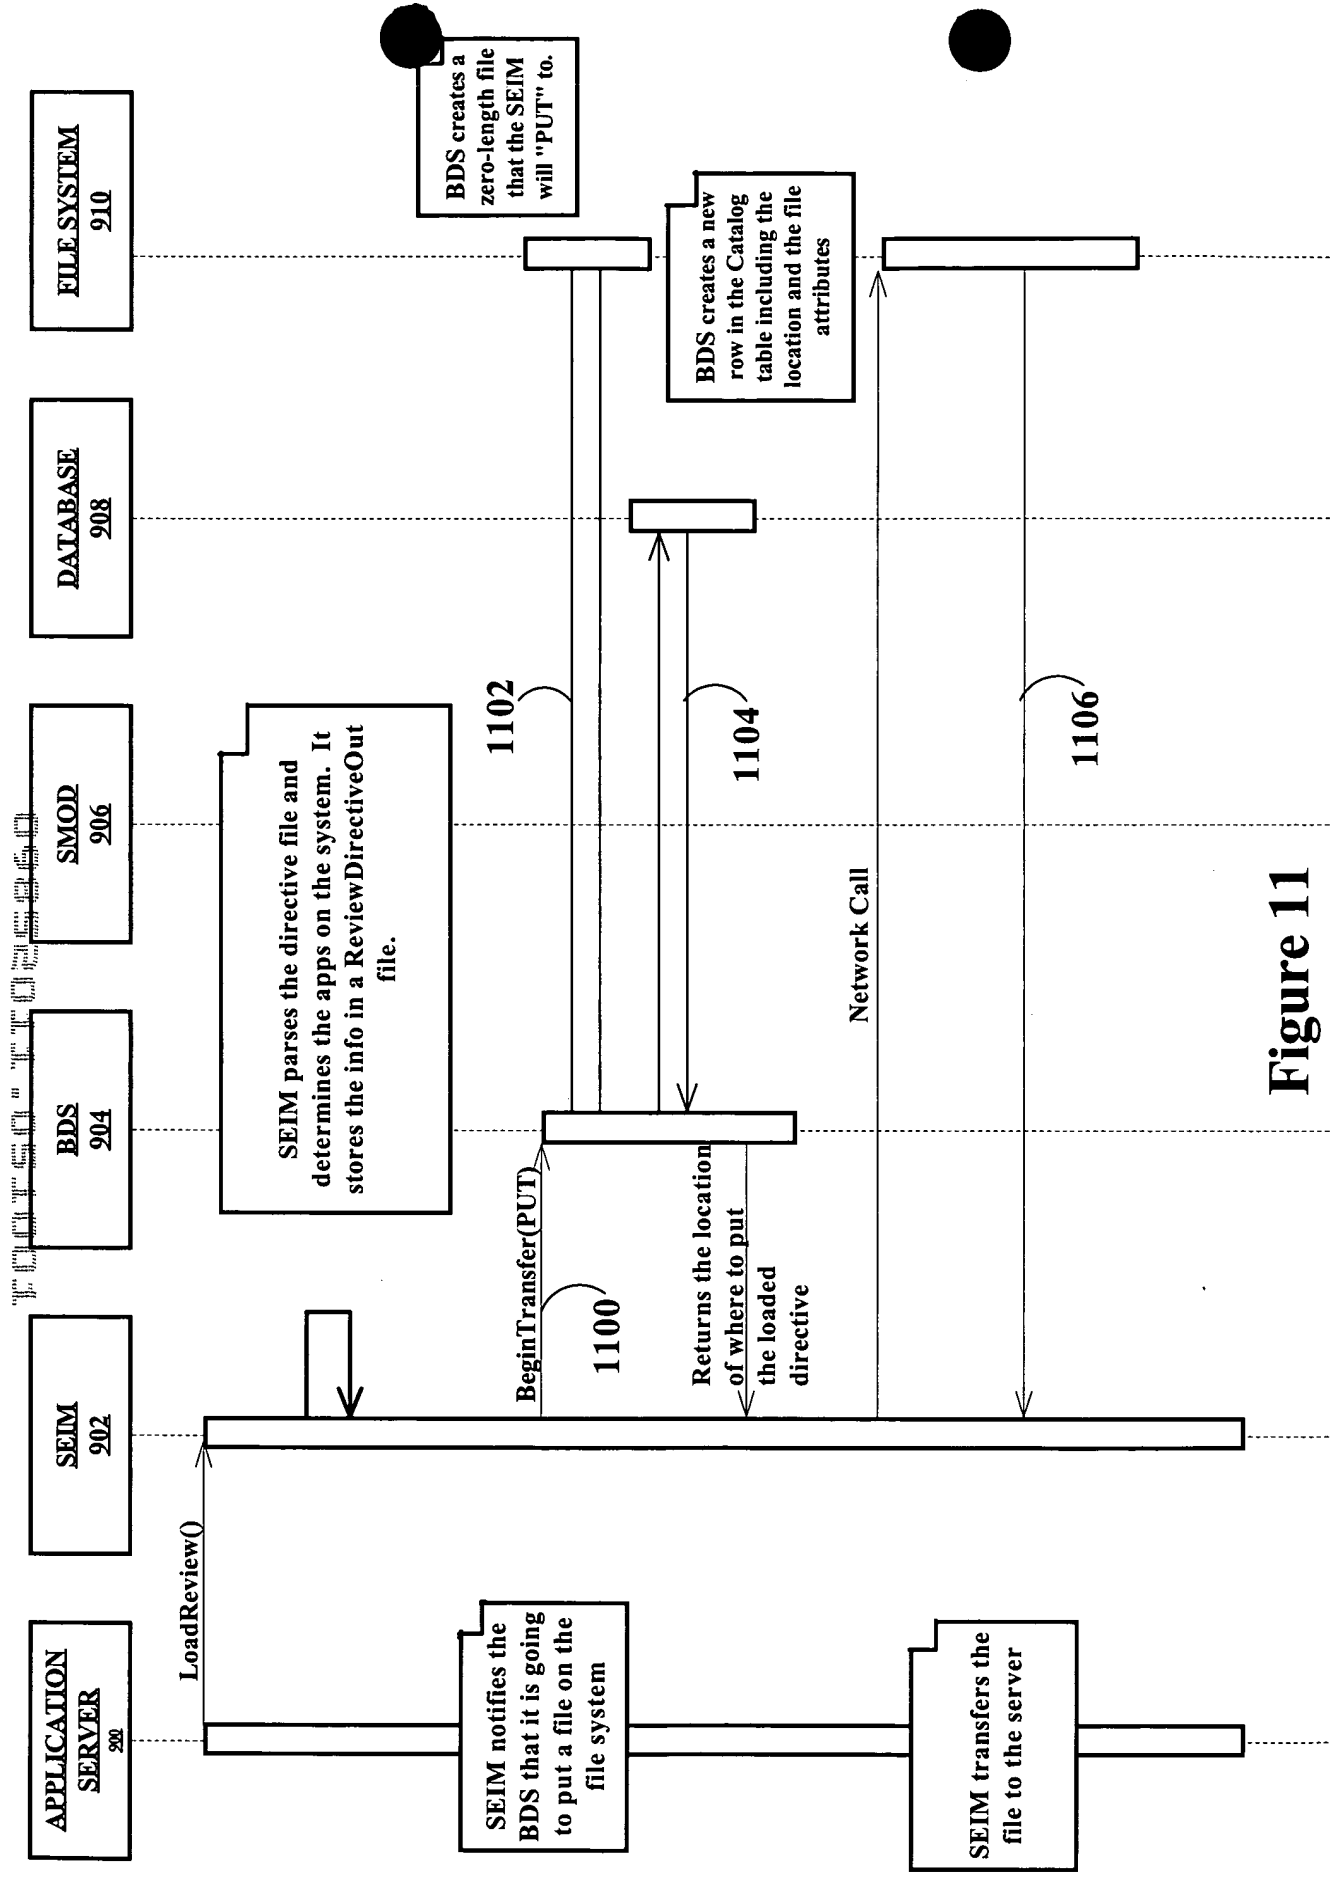 APPLICATION
SERVER
900
SEIM
902
BDS
904
SMOD
906
DATABASE
908
FILE SYSTEM
910
LoadReview()
SEIM parses the directive file and
determines the apps on the system. It
stores the info in a ReviewDirectiveOut
file.
BDS creates a
zero-length file
that the SEIM
will "PUT" to.
SEIM notifies the
BDS that it is going
to put a file on the
file system
BeginTransfer(PUT)
1100
1102
BDS creates a new
row in the Catalog
table including the
location and the file
attributes
1104
Returns the location
of where to put
the loaded
directive
Network Call
SEIM transfers the
file to the server
1106
Figure 11